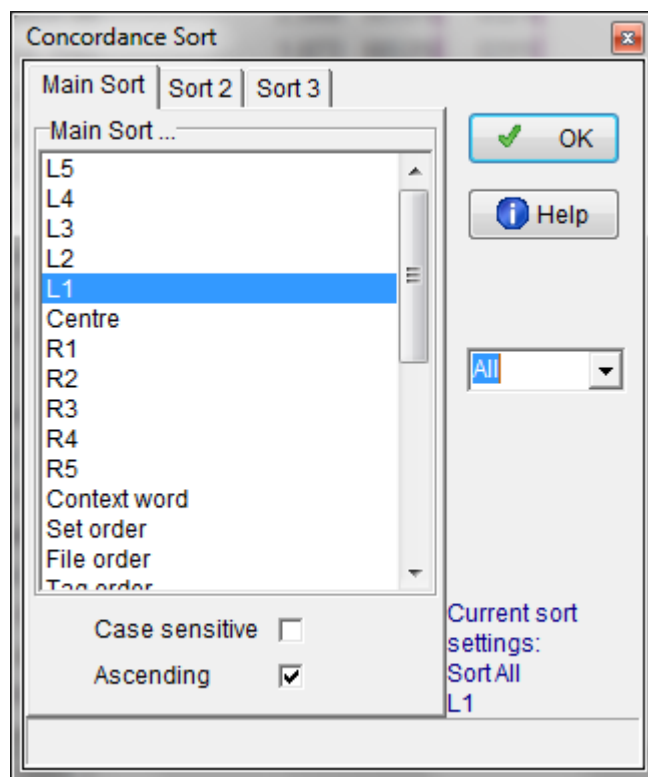 Concordance Sort
Main Sort Sort 2 Sort 3
Main Sort ...
L5
L4
L3
L2
L1
Centre
R1
R2
R3
R4
R5
Context word
Set order
File order
Tag order
Case sensitive
Ascending
OK
Help
All
Current sort
settings:
Sort All
L1